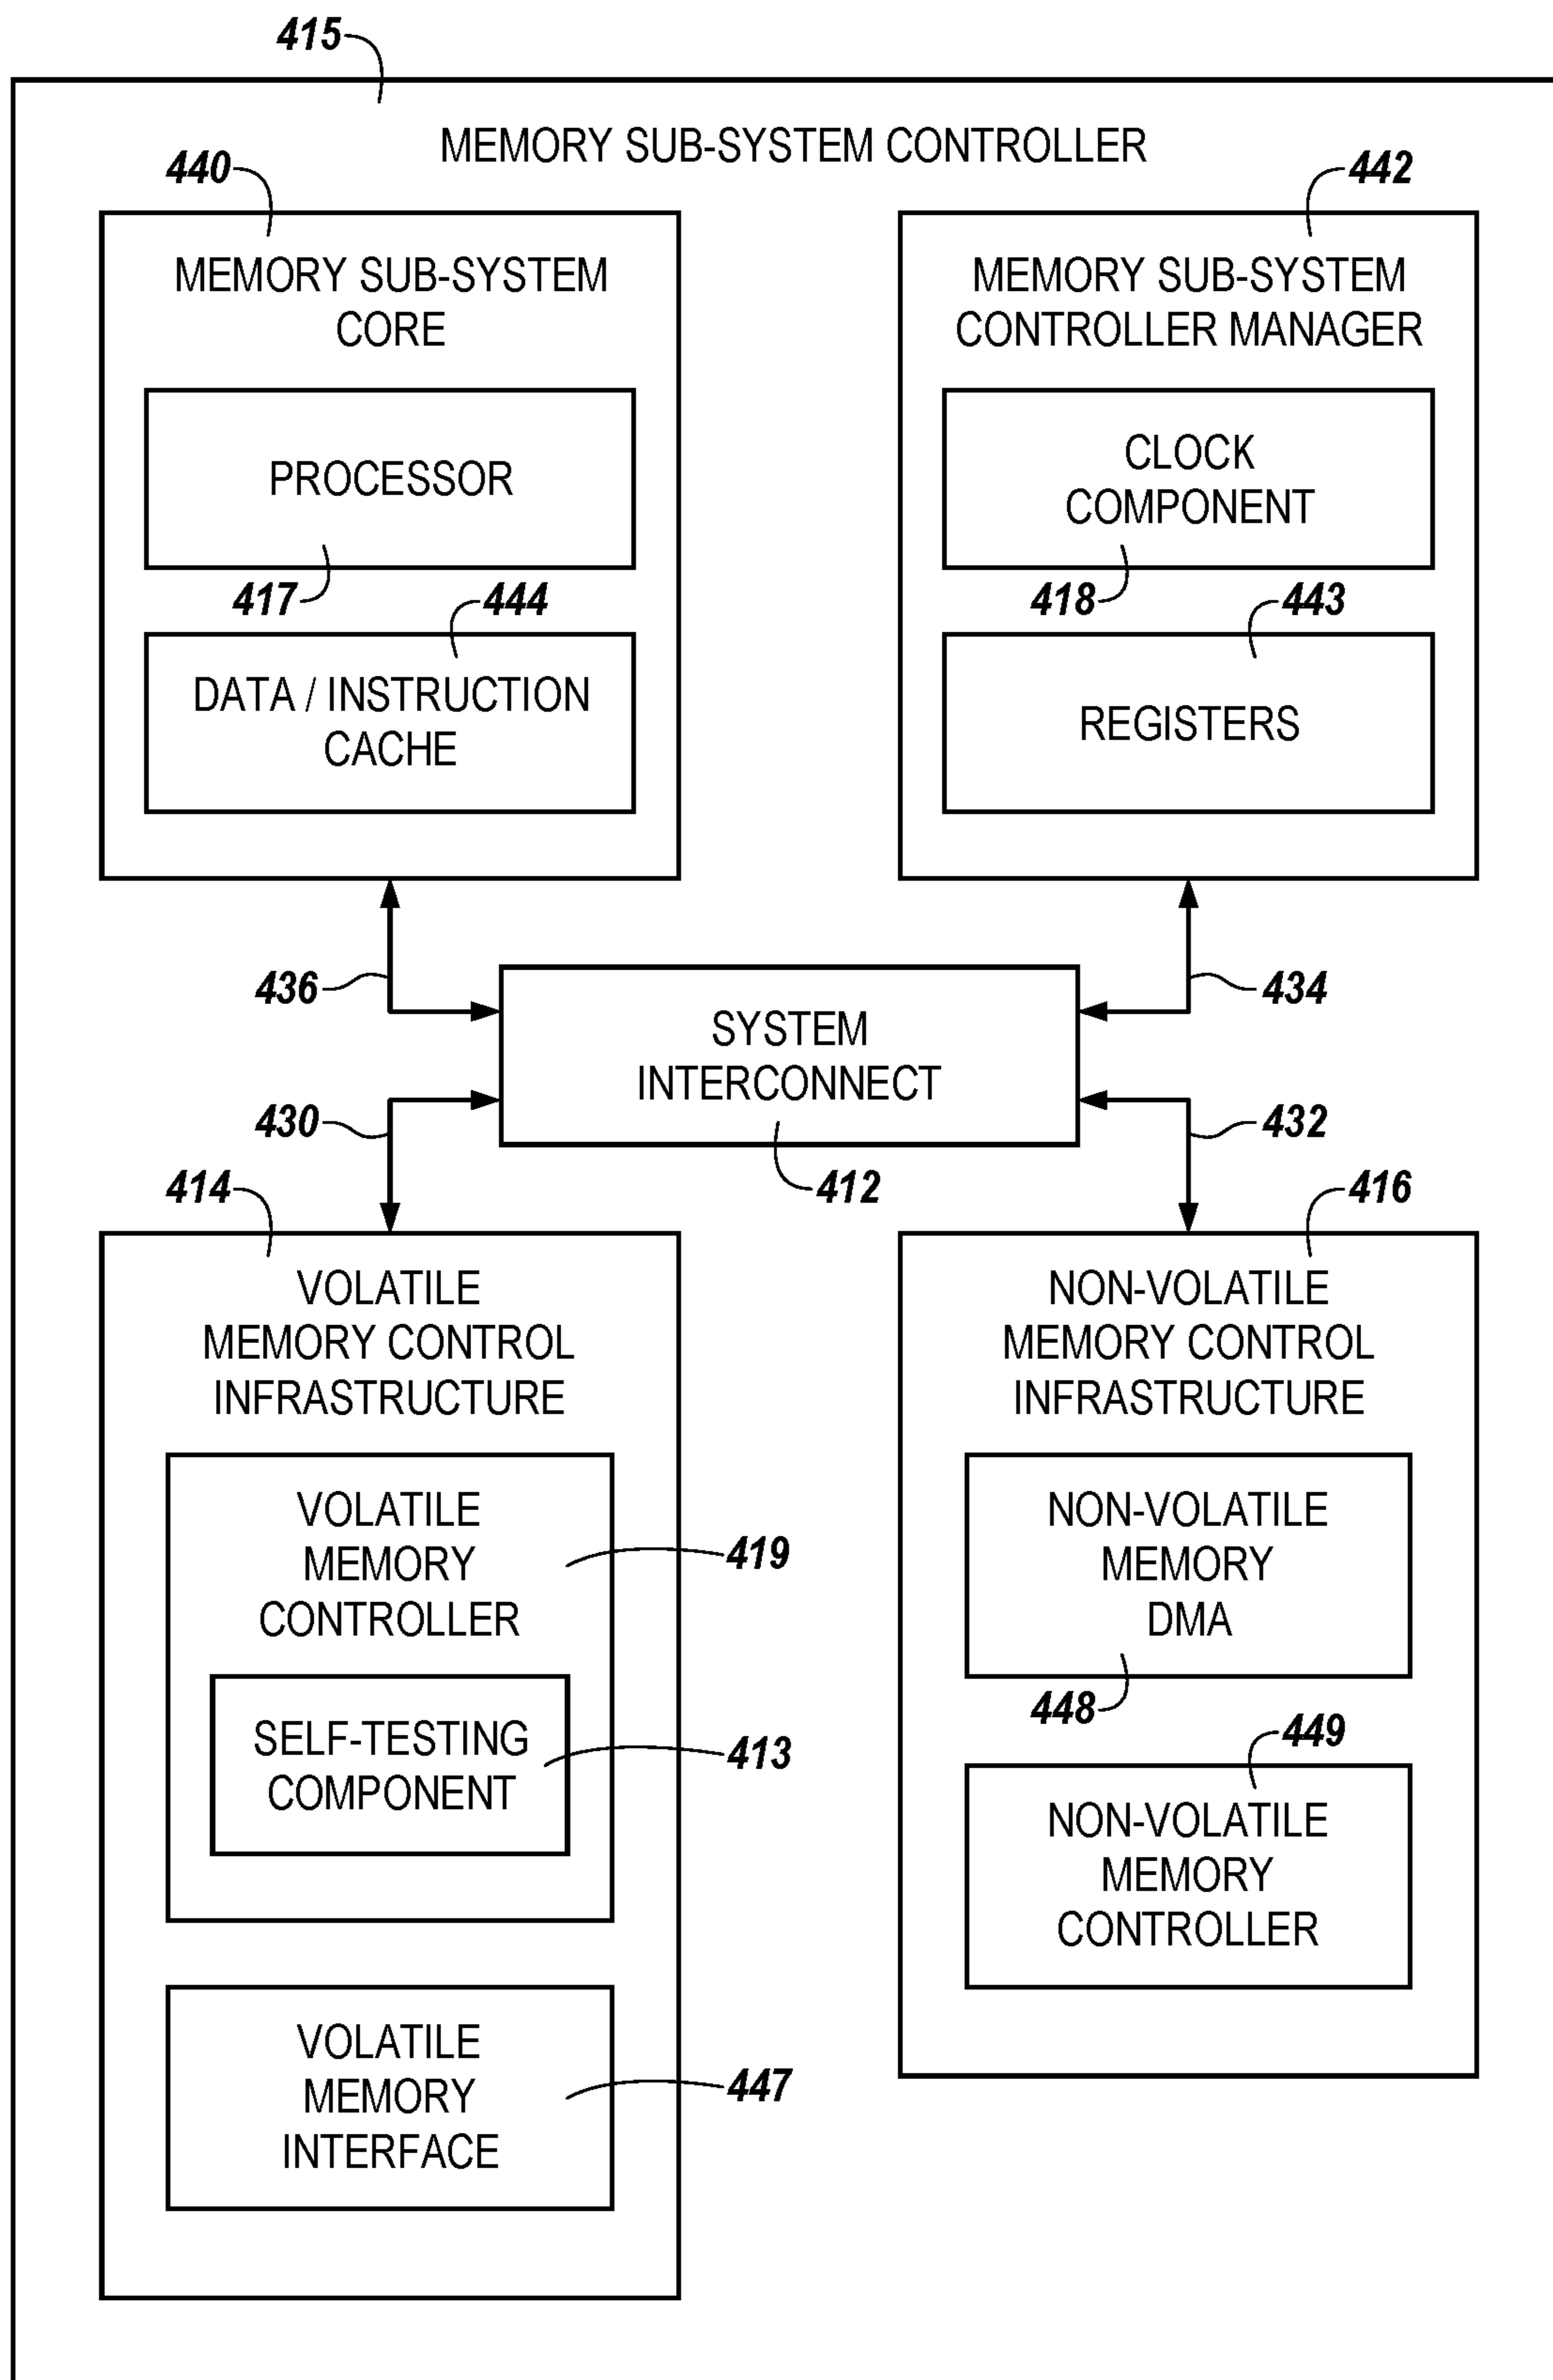 415
MEMORY SUB-SYSTEM CONTROLLER
440
MEMORY SUB-SYSTEM
CORE
PROCESSOR
417
444
DATA / INSTRUCTION
CACHE
442
MEMORY SUB-SYSTEM
CONTROLLER MANAGER
CLOCK
COMPONENT
418
443
REGISTERS
436
434
SYSTEM
INTERCONNECT
430
432
412
414
VOLATILE
MEMORY CONTROL
INFRASTRUCTURE
VOLATILE
MEMORY
CONTROLLER
419
SELF-TESTING
COMPONENT
413
VOLATILE
MEMORY
INTERFACE
447
416
NON-VOLATILE
MEMORY CONTROL
INFRASTRUCTURE
NON-VOLATILE
MEMORY
DMA
448
449
NON-VOLATILE
MEMORY
CONTROLLER